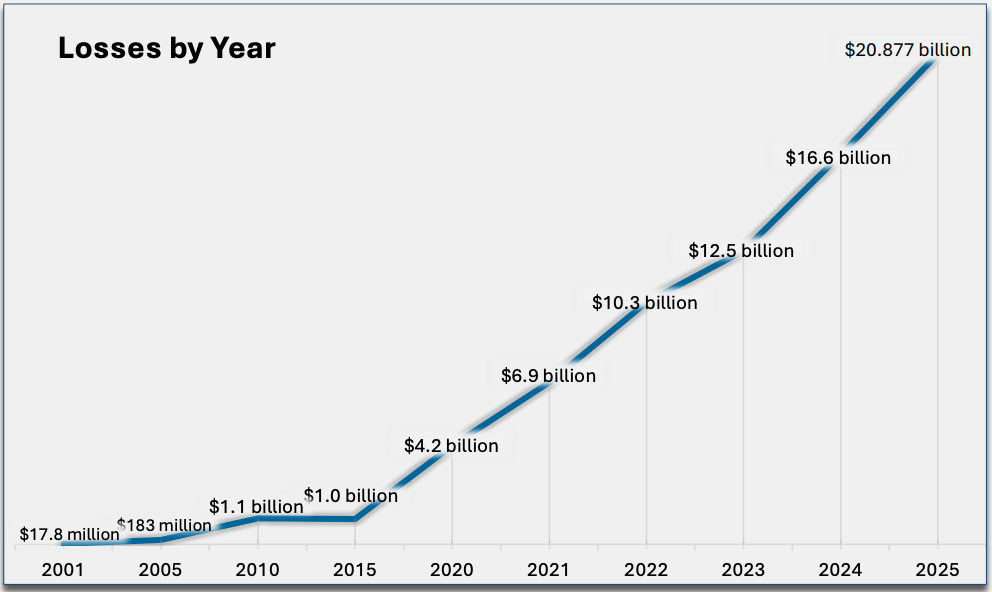 Losses by Year
$20.877 billion
$16.6 billion
$12.5 billion
$10.3 billion
$6.9 billion
$4.2 billion
$1.0 billion
$1.1 billion
$183 million
$17.8 million
2001 2005 2010 2015 2020 2021 2022 2023 2024 2025